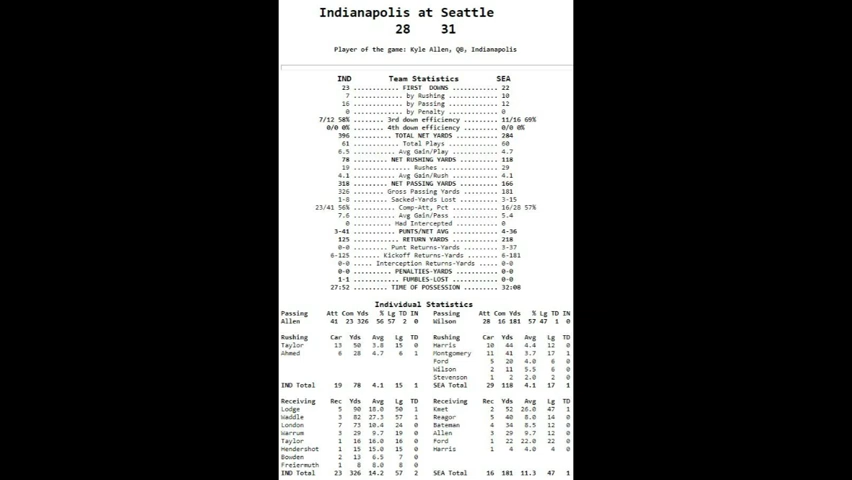 Indianapolis at Seattle
28 31
Player of the game: Kyle Allen, QB, Indianapolis
IND Team Statistics SEA
23 ............ FIRST DOWNS ............ 22
7 ............ by Rushing ............ 10
16 ............ by Passing ............ 12
0 ............ by Penalty ............ 0
7/12 58% ......... 3rd down efficiency ......... 11/16 69%
0/0 0% ......... 4th down efficiency ......... 0/0 0%
396 ........... TOTAL NET YARDS ........... 284
61 ............ Total Plays ............ 60
6.5 ............ Avg Gain/Play ............ 4.7
78 .......... NET RUSHING YARDS .......... 118
19 ............ Rushes ............ 29
4.1 ............ Avg Gain/Rush ............ 4.1
318 .......... NET PASSING YARDS .......... 166
326 .......... Gross Passing Yards .......... 181
1-8 .......... Sacked-Yards Lost .......... 3-15
23/41 56% ............ Comp-Att, Pct ............ 16/28 57%
7.6 ............ Avg Gain/Pass ............ 5.4
0 ............ Had Intercepted ............ 0
3-41 ............ PUNTS/NET AVG ............ 4-36
125 ............ RETURN YARDS ............ 218
0-0 ........ Punt Returns-Yards ........ 3-37
6-125 ....... Kickoff Returns-Yards ....... 6-181
0-0 ..... Interception Returns-Yards ..... 0-0
0-0 ........... PENALTIES-YARDS ........... 0-0
1-1 ............ FUMBLES-LOST ............ 0-0
27:52 .......... TIME OF POSSESSION .......... 32:08
Individual Statistics
Passing Att Com Yds % Lg TD IN Passing Att Com Yds % Lg TD IN
Allen 41 23 326 56 57 2 0 Wilson 28 16 181 57 47 1 0
Rushing Car Yds Avg Lg TD Rushing Car Yds Avg Lg TD
Taylor 13 50 3.8 15 0 Harris 10 44 4.4 12 0
Ahmed 6 28 4.7 6 1 Montgomery 11 41 3.7 17 1
Ford 5 20 4.0 6 0
Wilson 2 11 5.5 6 0
Stevenson 1 2 2.0 2 0
IND Total 19 78 4.1 15 1 SEA Total 29 118 4.1 17 1
Receiving Rec Yds Avg Lg TD Receiving Rec Yds Avg Lg TD
Lodge 5 90 18.0 50 1 Kmet 2 52 26.0 47 1
Waddle 3 82 27.3 57 1 Reagor 5 40 8.0 14 0
London 7 73 10.4 24 0 Bateman 4 34 8.5 12 0
Warrum 3 29 9.7 19 0 Allen 3 29 9.7 12 0
Taylor 1 16 16.0 16 0 Ford 1 22 22.0 22 0
Hendershot 1 15 15.0 15 0 Harris 1 4 4.0 4 0
Bowden 2 13 6.5 7 0
Freiermuth 1 8 8.0 8 0
IND Total 23 326 14.2 57 2 SEA Total 16 181 11.3 47 1